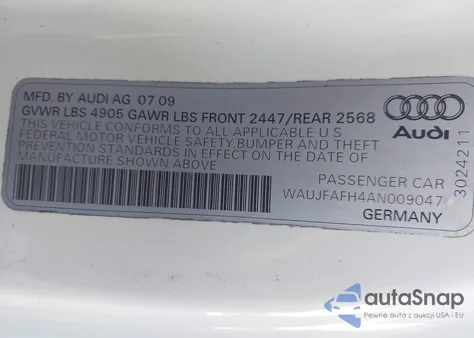 MFD. BY AUDI AG 07 09
GVWR LBS 4905 GAWR LBS FRONT 2447/REAR 2568
THIS VEHICLE CONFORMS TO ALL APPLICABLE U S
FEDERAL MOTOR VEHICLE SAFETY,BUMPER AND THEFT
PREVENTION STANDARDS IN EFFECT ON THE DATE OF
MANUFACTURE SHOWN ABOVE.
Audi
PASSENGER CAR
WAUJFAFH4AN009047
GERMANY
3024211
autoSnap
Pewne auta z aukcji USA i EU